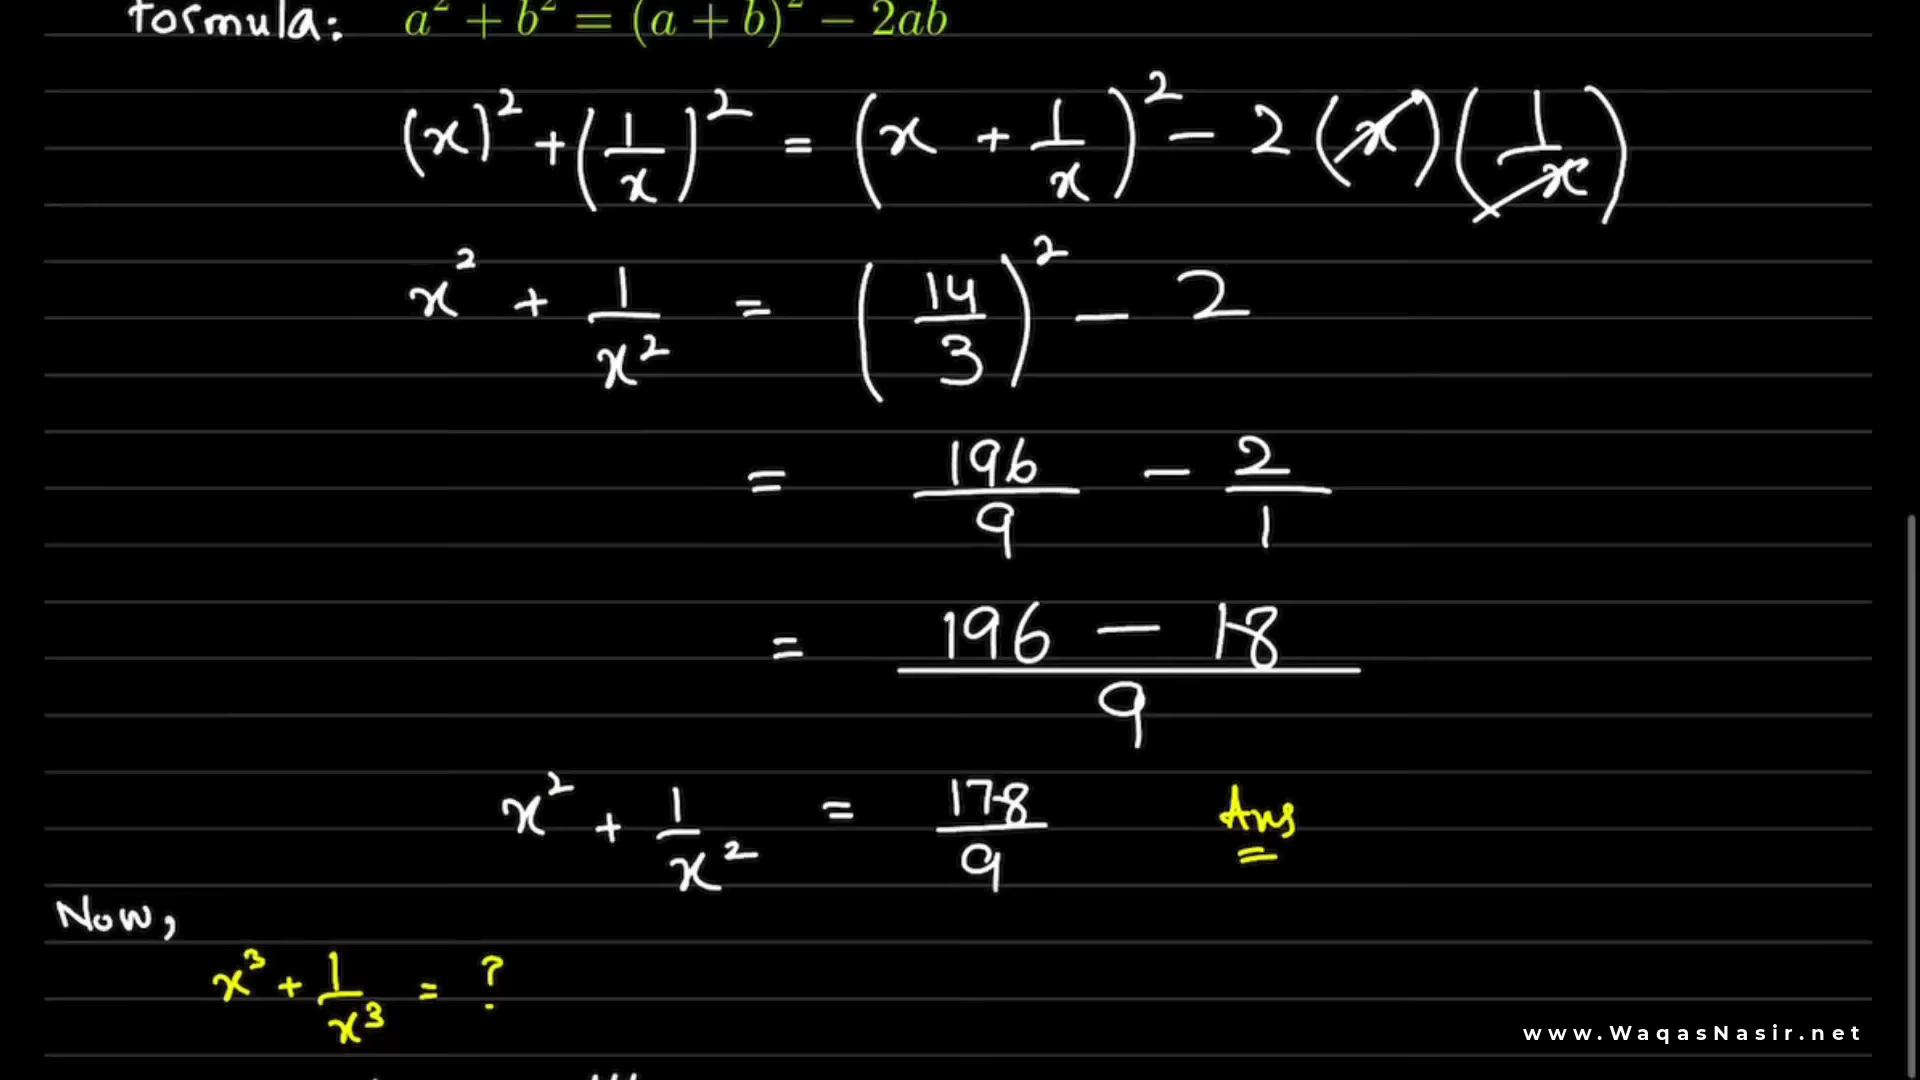 formula: a² + b² = (a + b)² − 2ab
(x)² + (1/x)² = (x + 1/x)² − 2(x)(1/x)
x² + 1/x² = (14/3)² − 2
= 196/9 − 2/1
= (196 − 18)/9
x² + 1/x² = 178/9 Ans
Now,
x³ + 1/x³ = ?
www.WaqasNasir.net